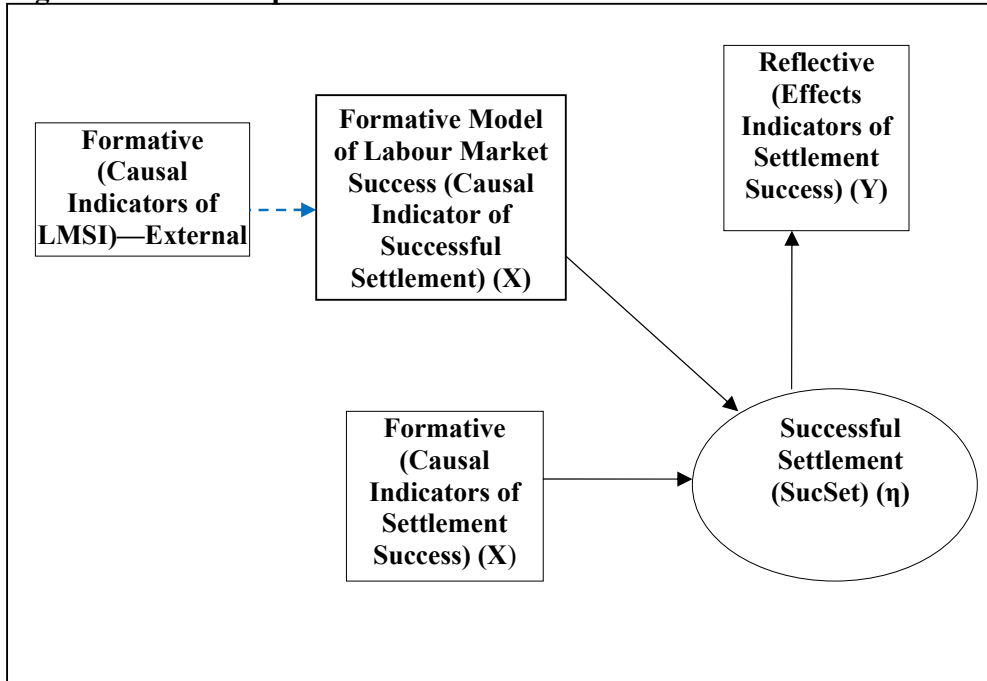 Formative
(Causal
Indicators of
LMSI)—External
Formative Model
of Labour Market
Success (Causal
Indicator of
Successful
Settlement) (X)
Reflective
(Effects
Indicators of
Settlement
Success) (Y)
Formative
(Causal
Indicators of
Settlement
Success) (X)
Successful
Settlement
(SucSet) (η)